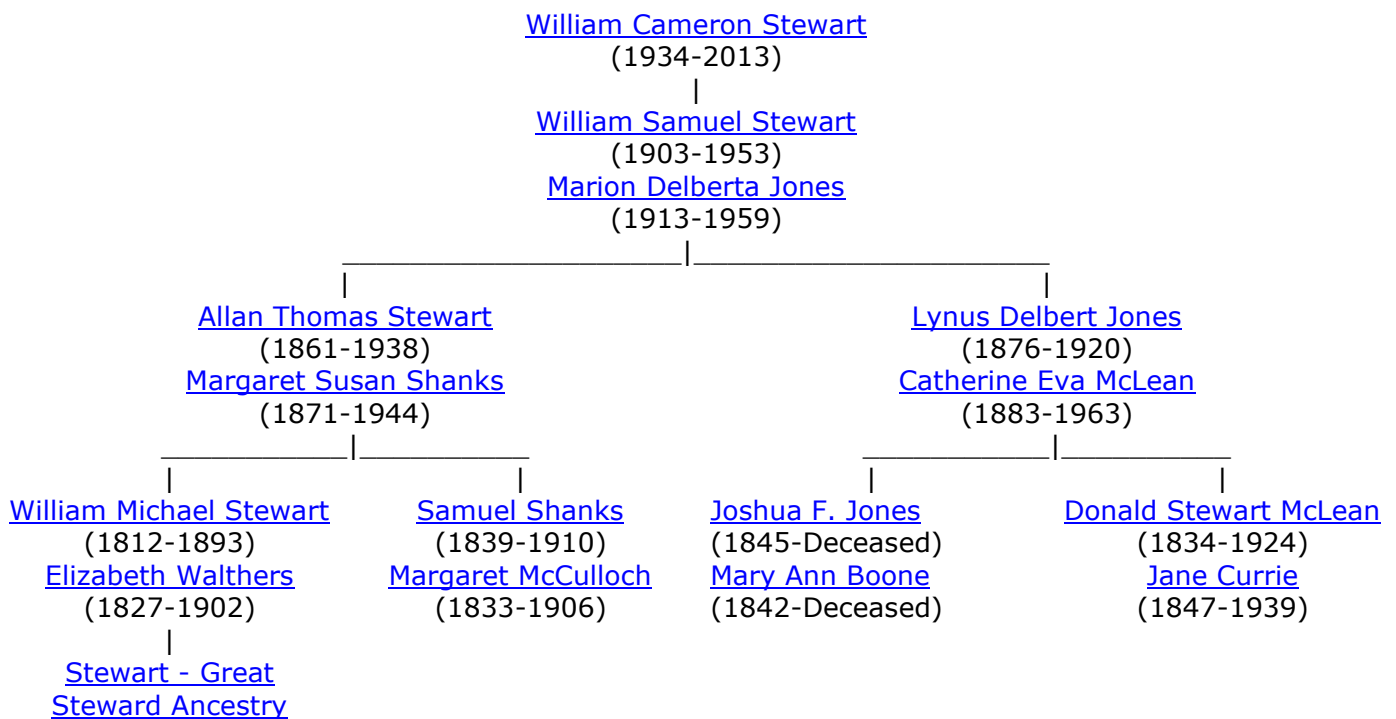 William Cameron Stewart
(1934-2013)
|
William Samuel Stewart
(1903-1953)
Marion Delberta Jones
(1913-1959)
Allan Thomas Stewart
(1861-1938)
Margaret Susan Shanks
(1871-1944)
Lynus Delbert Jones
(1876-1920)
Catherine Eva McLean
(1883-1963)
William Michael Stewart
(1812-1893)
Elizabeth Walthers
(1827-1902)
|
Stewart - Great
Steward Ancestry
Samuel Shanks
(1839-1910)
Margaret McCulloch
(1833-1906)
Joshua F. Jones
(1845-Deceased)
Mary Ann Boone
(1842-Deceased)
Donald Stewart McLean
(1834-1924)
Jane Currie
(1847-1939)